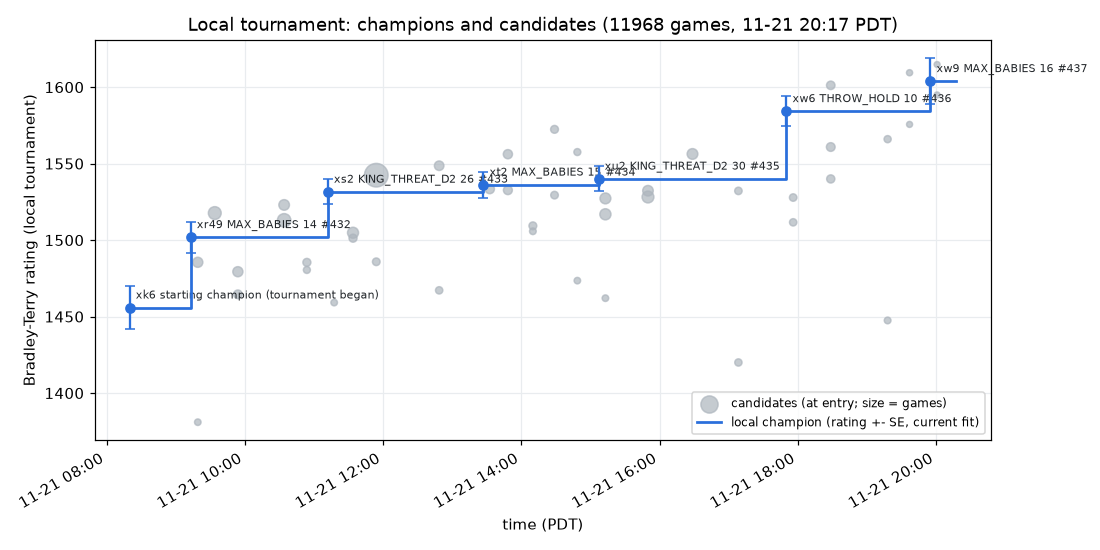 Local tournament: champions and candidates (11968 games, 11-21 20:17 PDT)
Bradley-Terry rating (local tournament)
1600
1550
1500
1450
1400
xw9 MAX_BABIES 16 #437
xw6 THROW_HOLD 10 #436
xu2 KING_THREAT_D2 30 #435
xt2 MAX_BABIES 15 #434
xs2 KING_THREAT_D2 26 #433
xr49 MAX_BABIES 14 #432
xk6 starting champion (tournament began)
candidates (at entry; size = games)
local champion (rating +- SE, current fit)
11-21 08:00
11-21 10:00
11-21 12:00
11-21 14:00
11-21 16:00
11-21 18:00
11-21 20:00
time (PDT)